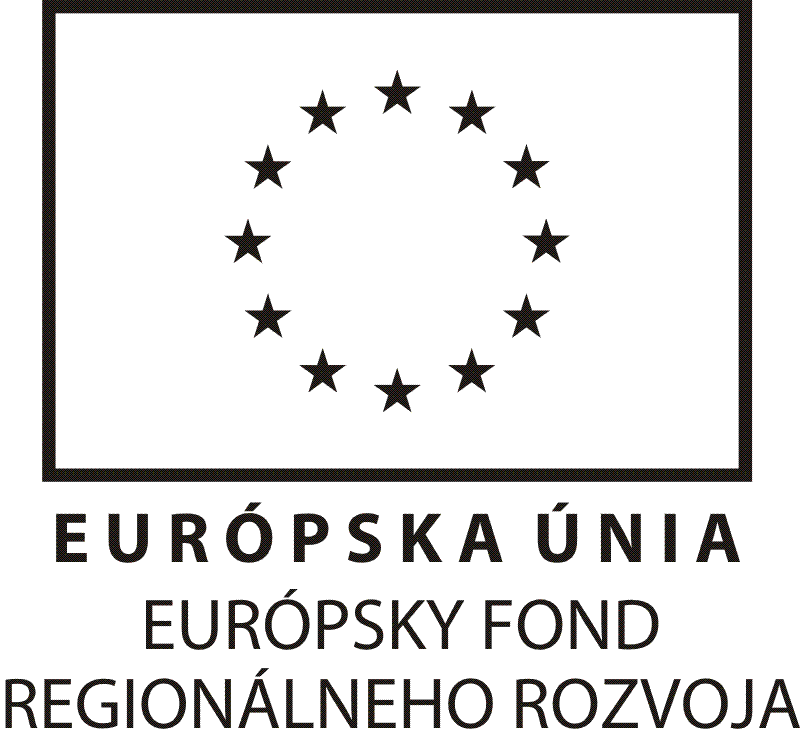 EURÓPSKA ÚNIA
EURÓPSKY FOND
REGIONÁLNEHO ROZVOJA